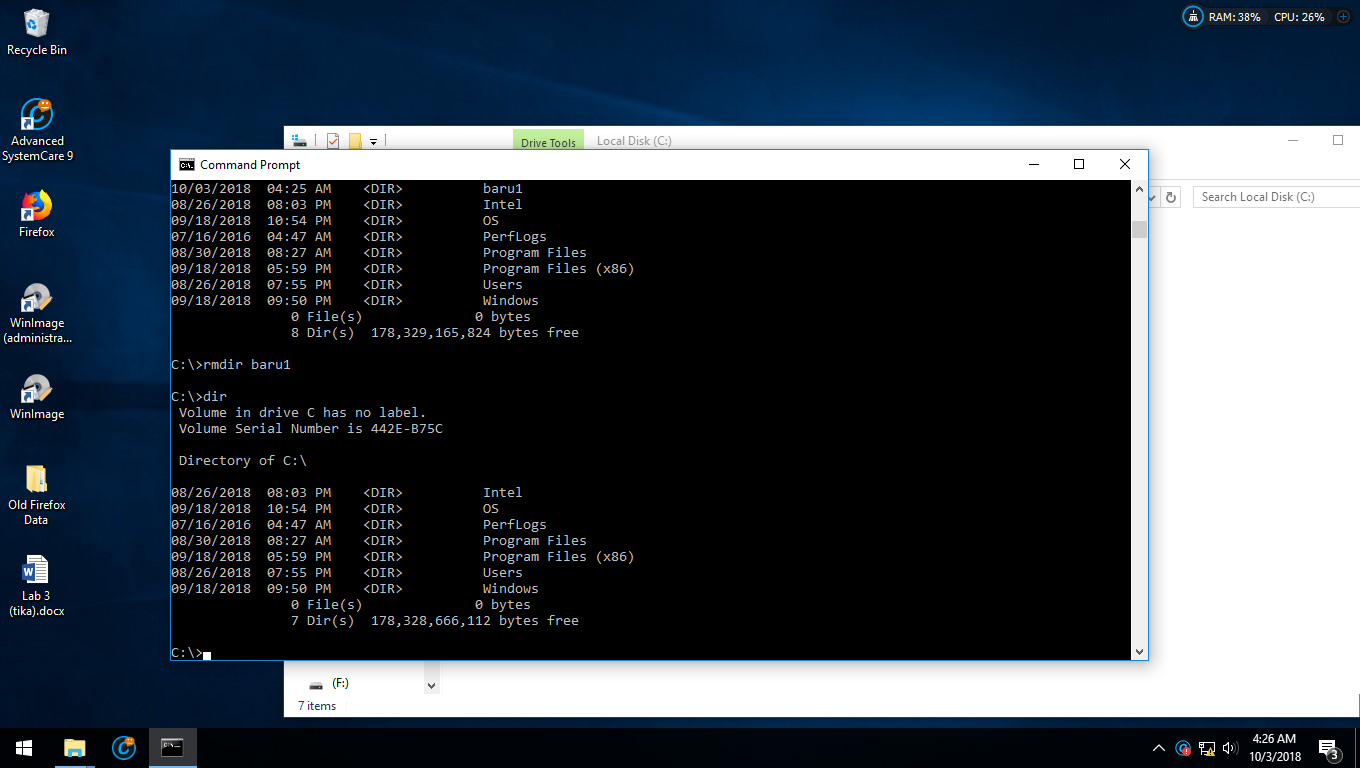 Recycle Bin
RAM: 38% CPU: 26%
Advanced
SystemCare 9
Firefox
WinImage
(administra...
WinImage
Old Firefox
Data
Lab 3
(tika).docx
Drive Tools Local Disk (C:)
Search Local Disk (C:)
Command Prompt
10/03/2018 04:25 AM <DIR> baru1
08/26/2018 08:03 PM <DIR> Intel
09/18/2018 10:54 PM <DIR> OS
07/16/2016 04:47 AM <DIR> PerfLogs
08/30/2018 08:27 AM <DIR> Program Files
09/18/2018 05:59 PM <DIR> Program Files (x86)
08/26/2018 07:55 PM <DIR> Users
09/18/2018 09:50 PM <DIR> Windows
0 File(s) 0 bytes
8 Dir(s) 178,329,165,824 bytes free
C:\>rmdir baru1
C:\>dir
Volume in drive C has no label.
Volume Serial Number is 442E-B75C
Directory of C:\
08/26/2018 08:03 PM <DIR> Intel
09/18/2018 10:54 PM <DIR> OS
07/16/2016 04:47 AM <DIR> PerfLogs
08/30/2018 08:27 AM <DIR> Program Files
09/18/2018 05:59 PM <DIR> Program Files (x86)
08/26/2018 07:55 PM <DIR> Users
09/18/2018 09:50 PM <DIR> Windows
0 File(s) 0 bytes
7 Dir(s) 178,328,666,112 bytes free
C:\>
(F:)
7 items
4:26 AM
10/3/2018
3